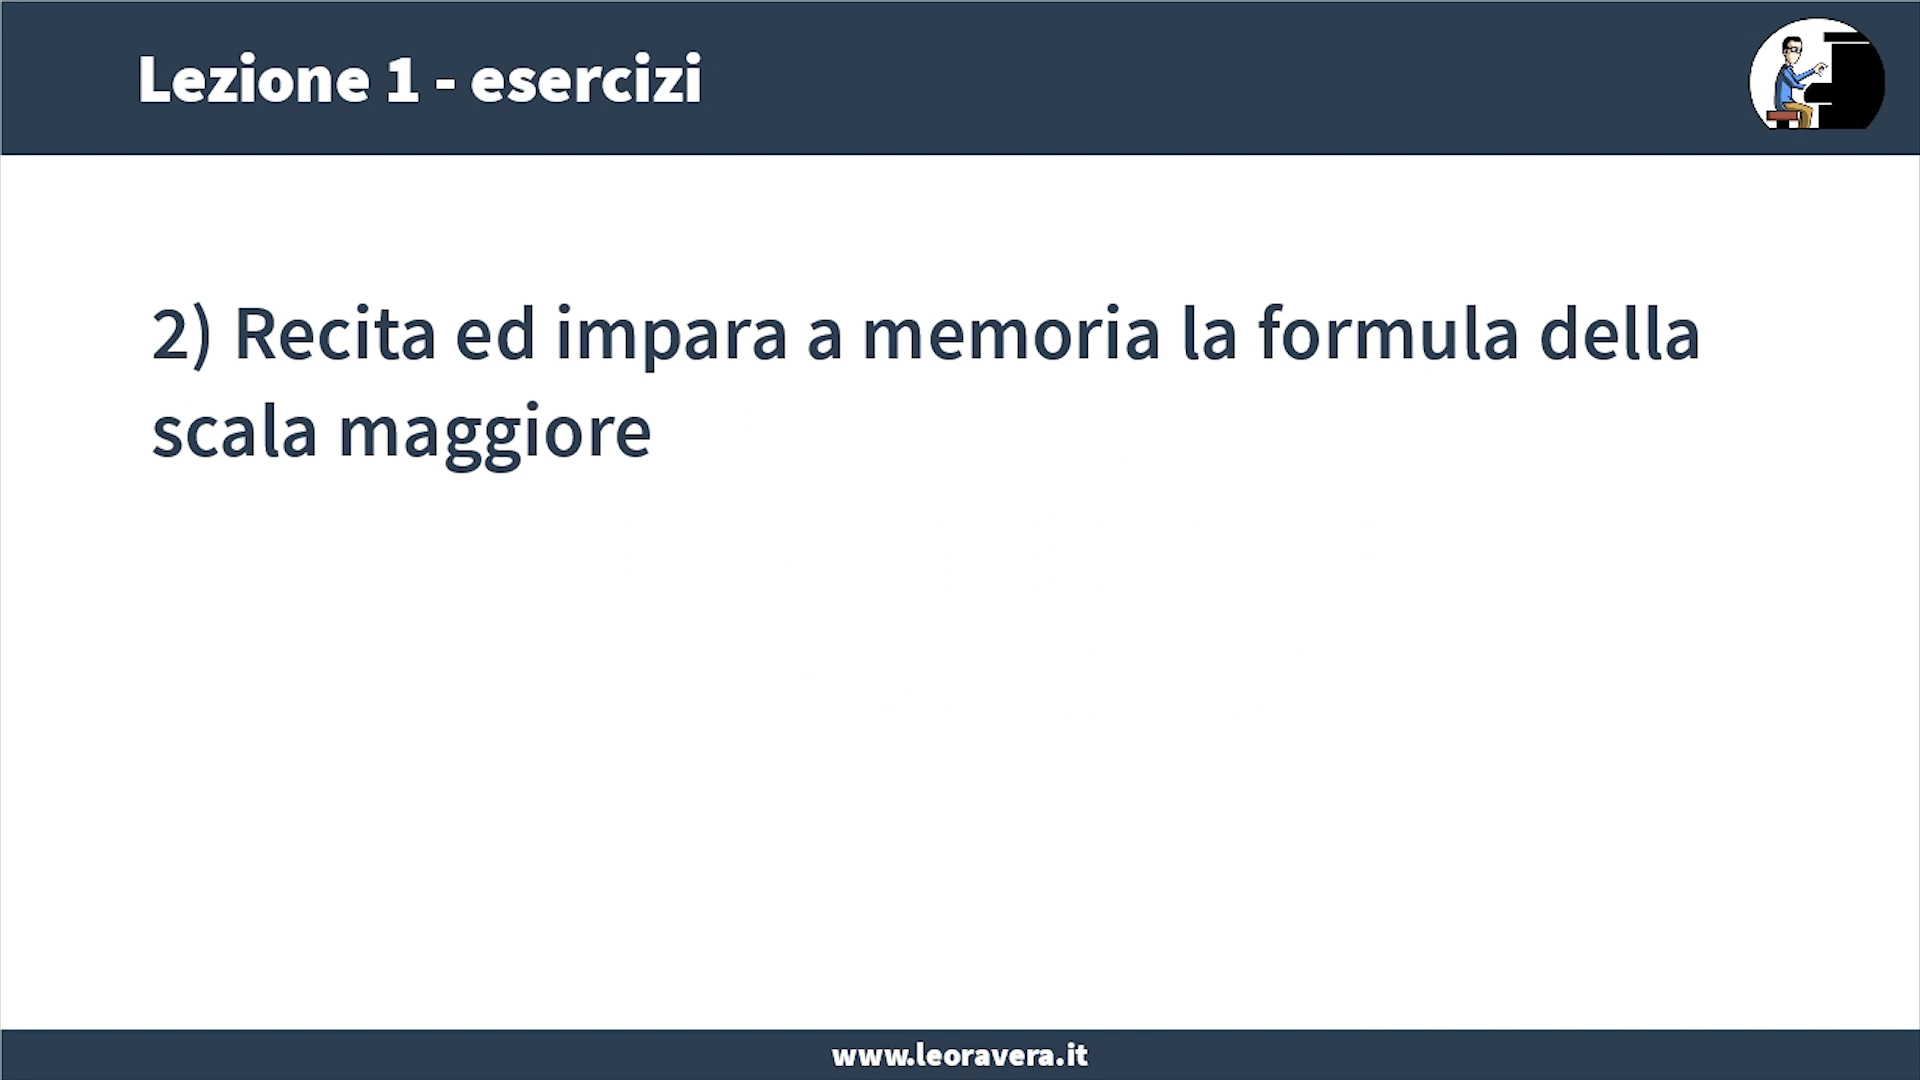 Lezione 1 - esercizi
2) Recita ed impara a memoria la formula della
scala maggiore
www.leoravera.it